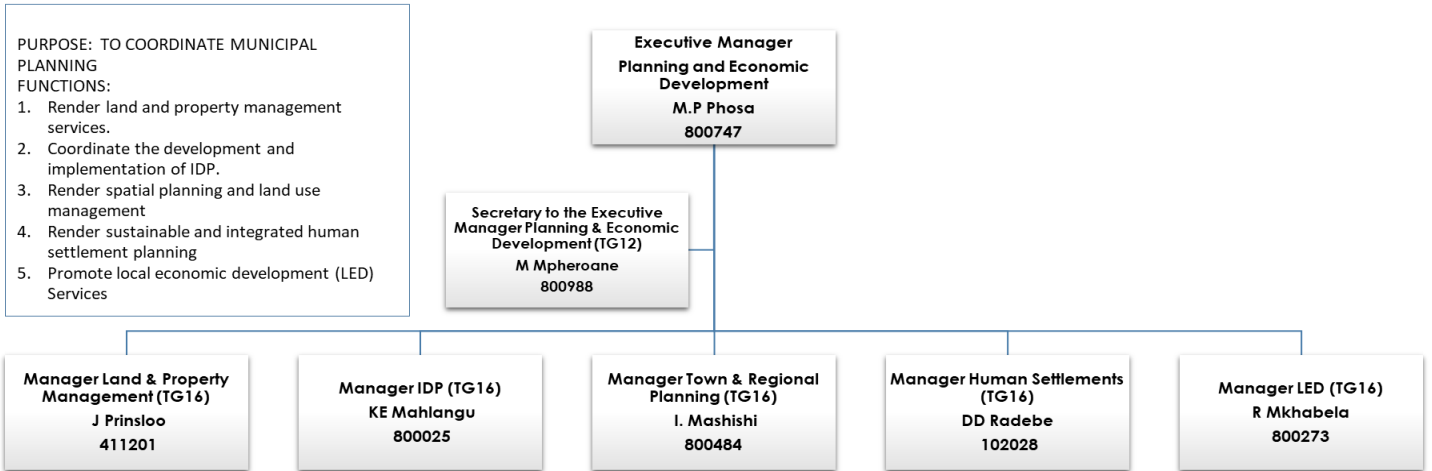 PURPOSE: TO COORDINATE MUNICIPAL
PLANNING
FUNCTIONS:
1. Render land and property management
services.
2. Coordinate the development and
implementation of IDP.
3. Render spatial planning and land use
management
4. Render sustainable and integrated human
settlement planning
5. Promote local economic development (LED)
Services
Executive Manager
Planning and Economic
Development
M.P Phosa
800747
Secretary to the Executive
Manager Planning & Economic
Development (TG12)
M Mpheroane
800988
Manager Land & Property
Management (TG16)
J Prinsloo
411201
Manager IDP (TG16)
KE Mahlangu
800025
Manager Town & Regional
Planning (TG16)
I. Mashishi
800484
Manager Human Settlements
(TG16)
DD Radebe
102028
Manager LED (TG16)
R Mkhabela
800273